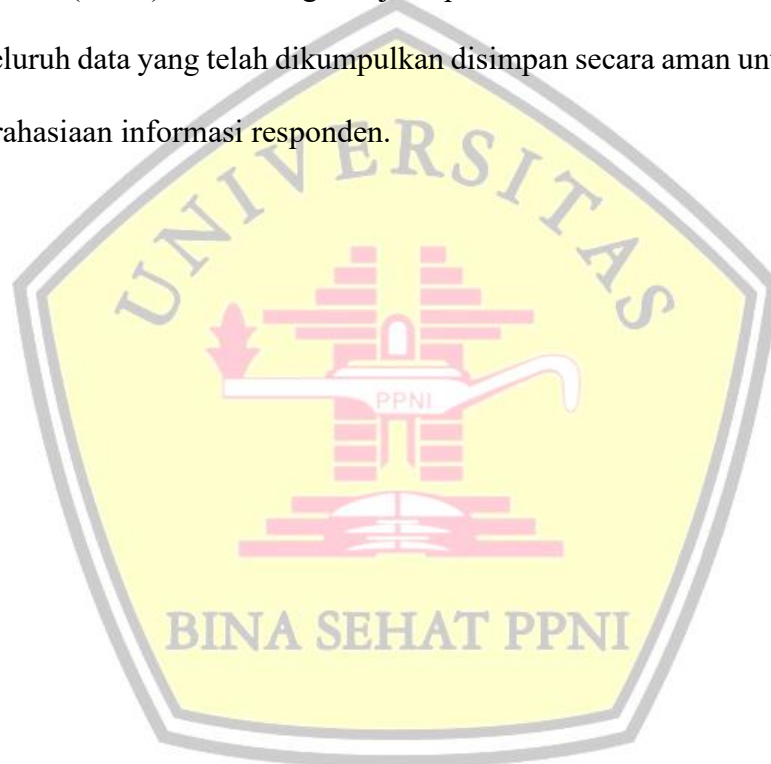 eluruh data yang telah dikumpulkan disimpan secara aman un
rahasiaan informasi responden.
UNIVERSITAS
PPNI
BINA SEHAT PPNI